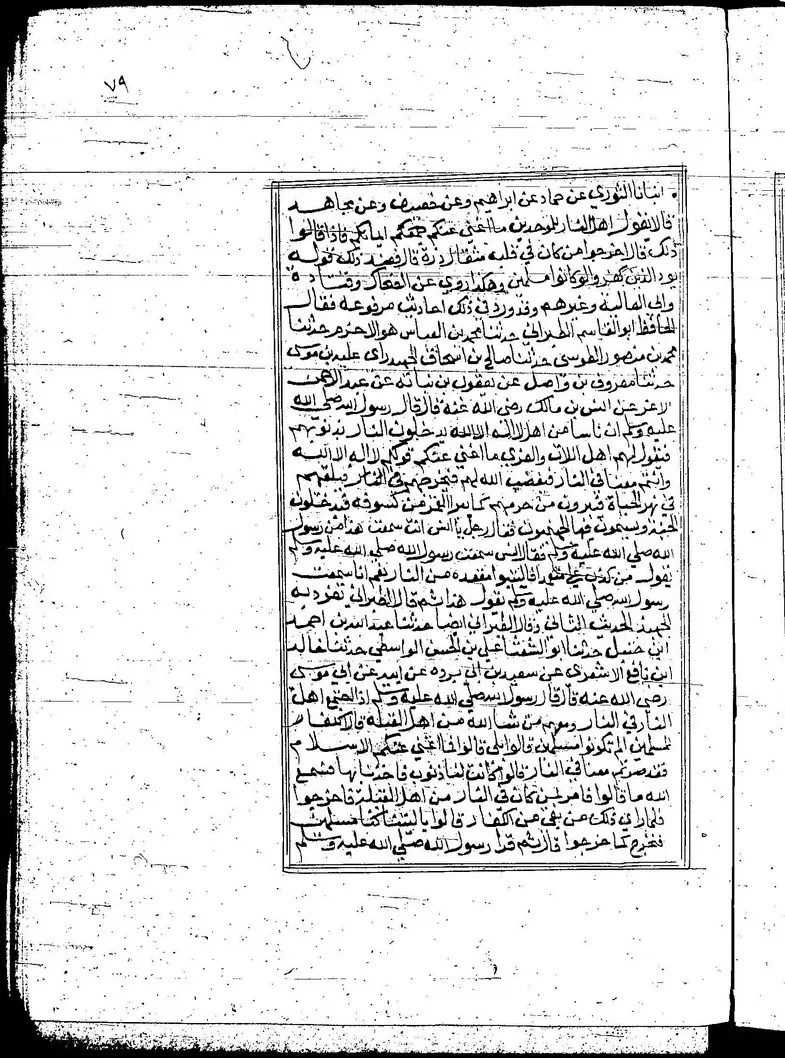 ٧٩
انبانا الثوري عن حماد عن ابراهيم وعن خصيف وعن مجاهد
قالا يقول اهل النار للموحدين ما اغنى عنكم ايمانكم فاذا قالوا
ذلك قال اخرجوا من كان في قلبه مثقال ذرة قال فعند ذلك قوله
يود الذين كفروا لو كانوا مسلمين وهكذا روي عن الضحاك وقتادة
وابي العالية وغيرهم وقد ورد في ذلك احاديث مرفوعة فقال
الحافظ ابو القاسم الطبراني حدثنا محمد بن العباس هو الاخرم حدثنا
محمد بن منصور الطوسي حدثنا صالح بن اسحاق الجهبذ راى علية بن موسى
حدثنا معروف بن واصل عن يعقوب بن نباته عن عبد الرحمن
الاغر عن انس بن مالك رضي الله عنه قال قال رسول الله صلى الله
عليه وسلم ان ناسا من اهل لا اله الا الله يدخلون النار بذنوبهم
فيقول لهم اهل اللات والعزى ما اغنى عنكم قولكم لا اله الا الله
وانتم معنا في النار فيغضب الله لهم فيخرجهم فيلقيهم
في نهر الحياة فيبرون من حرمهم كما يبرا القمر من كسوفه فيدخلون
الجنة ويسمون فيها الجهنميون فقال رجل يا انس انت سمعت هذا من رسول
الله صلى الله عليه وسلم فقال انس سمعت رسول الله صلى الله عليه وسلم
يقول من كذب علي متعمدا فليتبوا مقعده من النار نعم انا سمعت
رسول الله صلى الله عليه وسلم يقول هذا ثم قال الطبراني تفرد به
الجهبذ الحديث الثاني وقال الطبراني ايضا حدثنا عبد الله بن احمد
ابن حنبل حدثنا ابو الشعثا علي بن الحسن الواسطي حدثنا خالد
ابن نافع الاشعري عن سعيد بن ابي برده عن ابيه عن ابي موسى
رضي الله عنه قال قال رسول الله صلى الله عليه وسلم اذا اجتمع اهل
النار في النار ومعهم من شا الله من اهل القبلة قال الكفار
لمسلمين الم تكونوا مسلمين قالوا بلى قالوا فما اغنى عنكم الاسلام
فقد صرتم معنا في النار قالوا كانت لنا ذنوب فاخذنا بها فسمع
الله ما قالوا فامر بمن كان في النار من اهل القبلة فاخرجوا
فلما راى ذلك من بقي من الكفار قالوا يا ليتنا كنا مسلمين
فنخرج كما خرجوا قال ثم قرا رسول الله صلى الله عليه وسلم